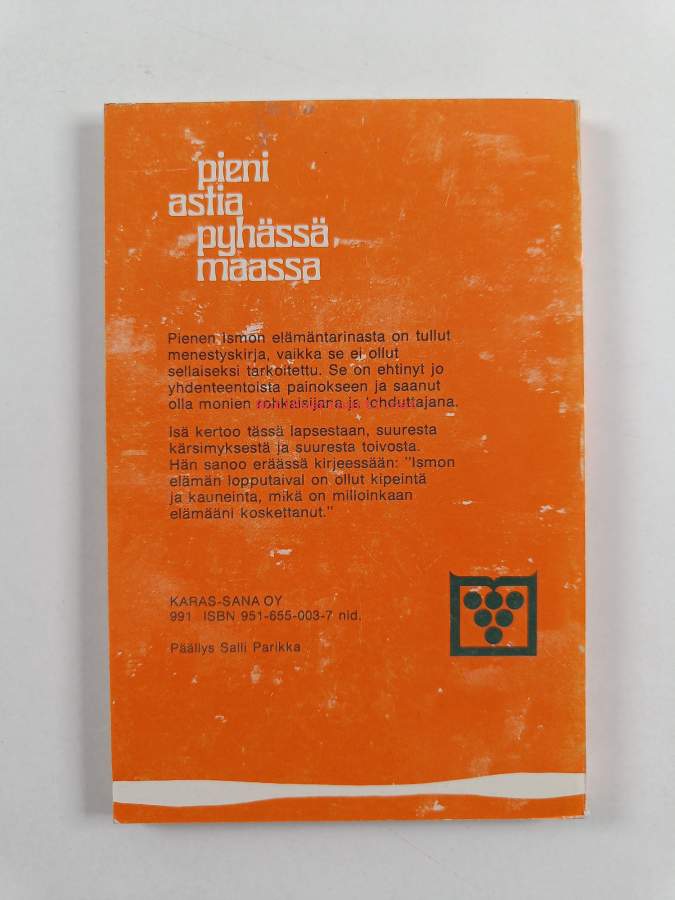 pieni
astia
pyhässä
maassa
Pienen Ismon elämäntarinasta on tullut
menestyskirja, vaikka se ei ollut
sellaiseksi tarkoitettu. Se on ehtinyt jo
yhdenteentoista painokseen ja saanut
olla monien rohkaisijana ja lohduttajana.
Isä kertoo tässä lapsestaan, suuresta
kärsimyksestä ja suuresta toivosta.
Hän sanoo eräässä kirjeessään: "Ismon
elämän lopputaival on ollut kipeintä
ja kauneinta, mikä on milloinkaan
elämääni koskettanut."
KARAS-SANA OY
991 ISBN 951-655-003-7 nid.
Päällys Salli Parikka